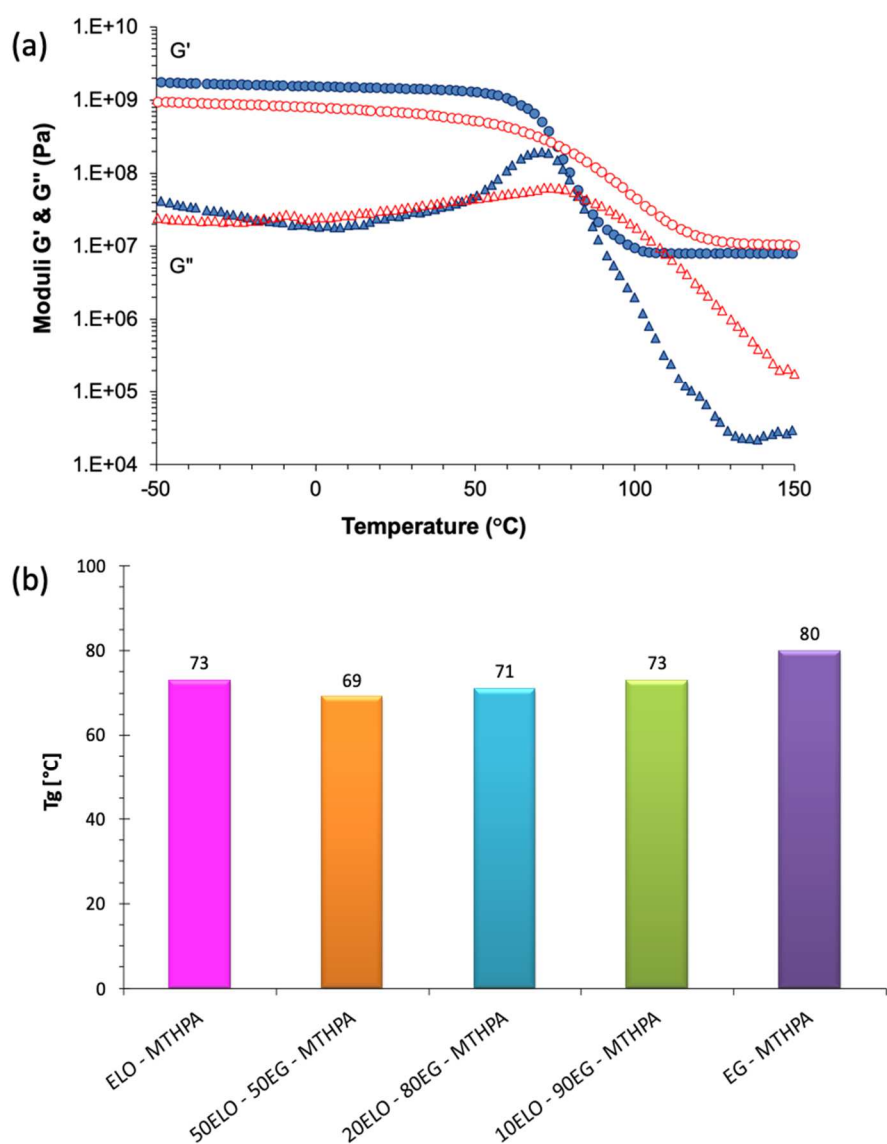 (a)
G'
G"
1.E+10
1.E+09
1.E+08
1.E+07
1.E+06
1.E+05
1.E+04
Moduli G' & G" (Pa)
-50 0 50 100 150
Temperature (°C)
(b)
100
80
60
40
20
0
Tg [°C]
73
69
71
73
80
ELO - MTHPA
50ELO - 50EG - MTHPA
20ELO - 80EG - MTHPA
10ELO - 90EG - MTHPA
EG - MTHPA